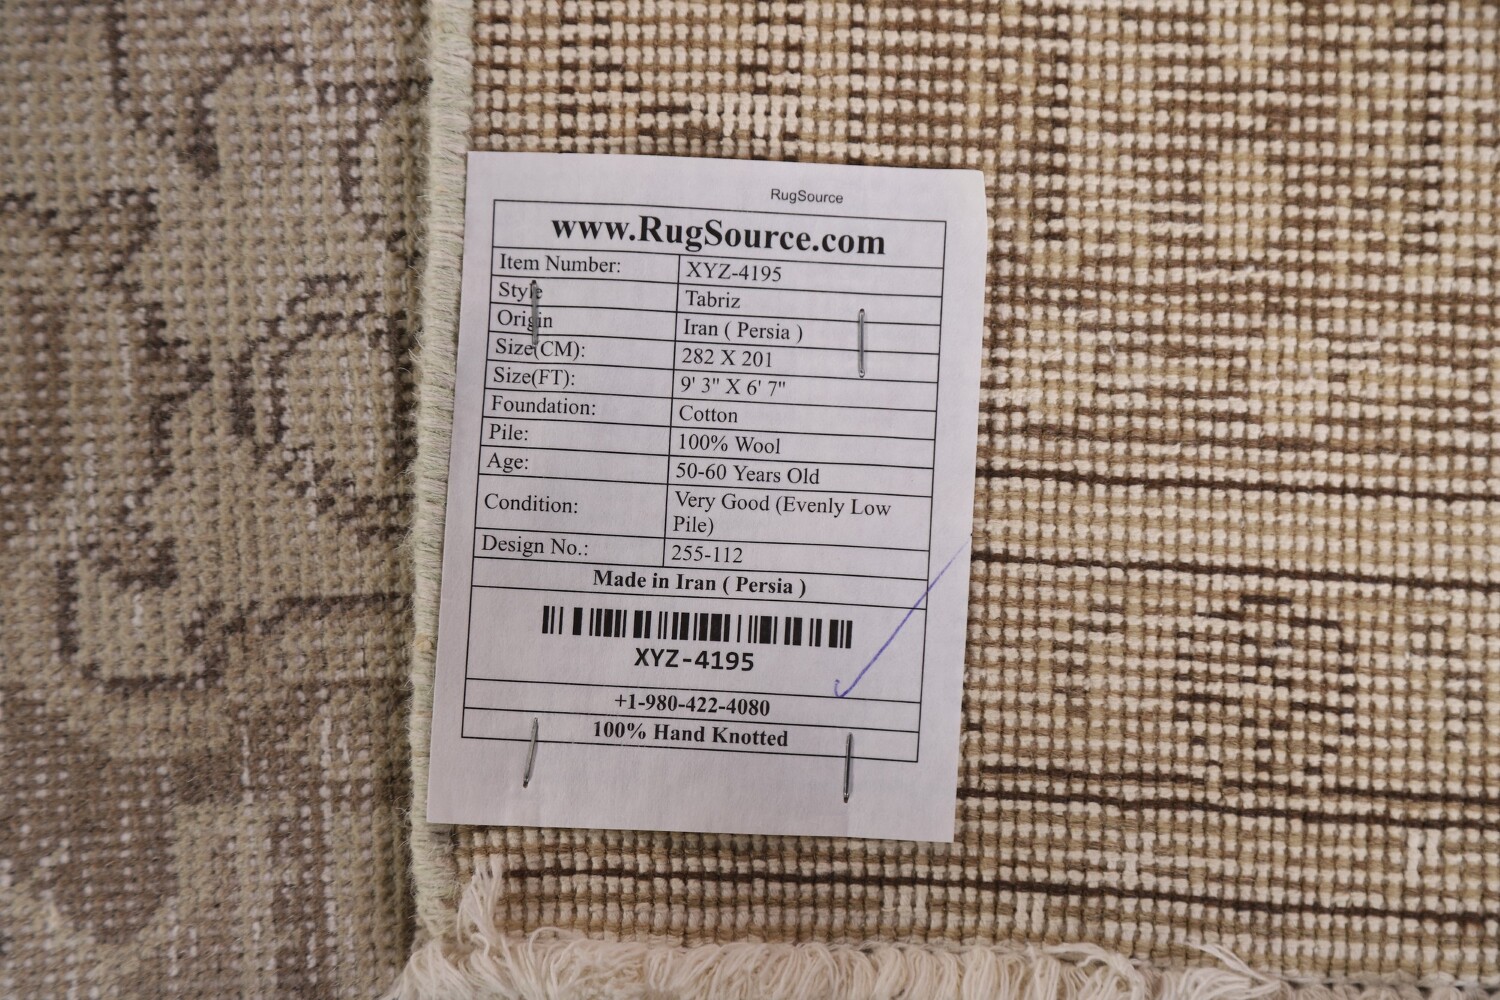 RugSource
www.RugSource.com
Item Number: XYZ-4195
Style Tabriz
Origin Iran ( Persia )
Size(CM): 282 X 201
Size(FT): 9' 3" X 6' 7"
Foundation: Cotton
Pile: 100% Wool
Age: 50-60 Years Old
Condition: Very Good (Evenly Low
Pile)
Design No.: 255-112
Made in Iran ( Persia )
XYZ-4195
+1-980-422-4080
100% Hand Knotted